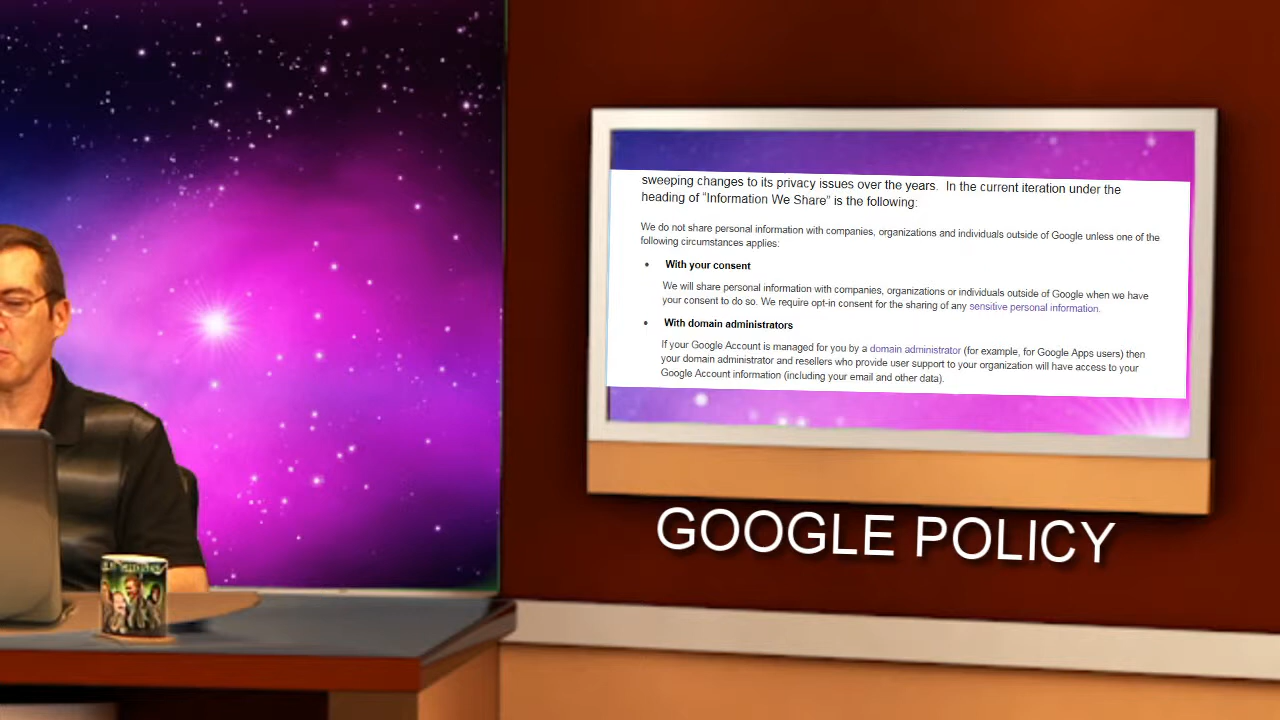 sweeping changes to its privacy issues over the years. In the current iteration under the
heading of "Information We Share" is the following:
We do not share personal information with companies, organizations and individuals outside of Google unless one of the
following circumstances applies:
• With your consent
We will share personal information with companies, organizations or individuals outside of Google when we have
your consent to do so. We require opt-in consent for the sharing of any sensitive personal information.
• With domain administrators
If your Google Account is managed for you by a domain administrator (for example, for Google Apps users) then
your domain administrator and resellers who provide user support to your organization will have access to your
Google Account information (including your email and other data).
GOOGLE POLICY